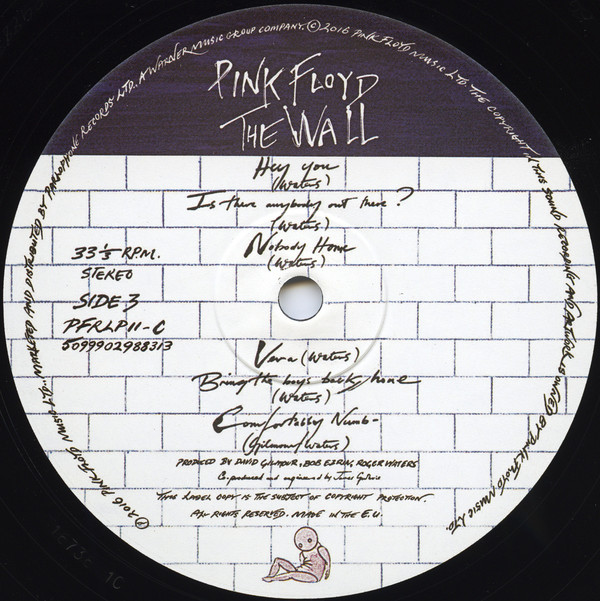 PINK FLOYD
THE WALL
Hey you
(Waters)
Is there anybody out there?
(Waters)
Nobody Home
(Waters)
33 1/3 R.P.M.
STEREO
SIDE 3
PFRLP11-C
5099902988313
Vera (Waters)
Bring the boys back home
(Waters)
Comfortably Numb
(Gilmour/Waters)
PRODUCED BY DAVID GILMOUR, BOB EZRIN, ROGER WATERS
Co-produced and engineered by James Guthrie
THIS LABEL COPY IS THE SUBJECT OF COPYRIGHT PROTECTION.
ALL RIGHTS RESERVED. MADE IN THE E.U.
℗ 2016 PINK FLOYD MUSIC LTD., MARKETED AND DISTRIBUTED BY PARLOPHONE RECORDS LTD., A WARNER MUSIC GROUP COMPANY. © 2016 PINK FLOYD MUSIC LTD THE COPYRIGHT IN THIS SOUND RECORDING AND ARTWORK IS OWNED BY PINK FLOYD MUSIC LTD.